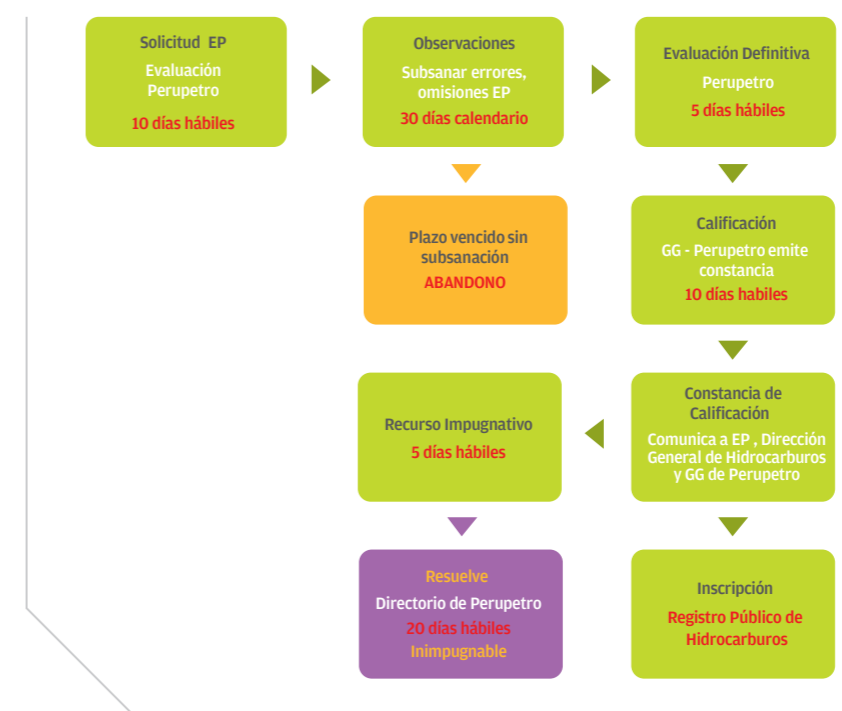 Solicitud EP
Evaluación
Perupetro
10 días hábiles
Observaciones
Subsanar errores,
omisiones EP
30 días calendario
Evaluación Definitiva
Perupetro
5 días hábiles
Plazo vencido sin
subsanación
ABANDONO
Calificación
GG - Perupetro emite
constancia
10 días habiles
Constancia de
Calificación
Comunica a EP , Dirección
General de Hidrocarburos
y GG de Perupetro
Recurso Impugnativo
5 días hábiles
Resuelve
Directorio de Perupetro
20 días hábiles
Inimpugnable
Inscripción
Registro Público de
Hidrocarburos